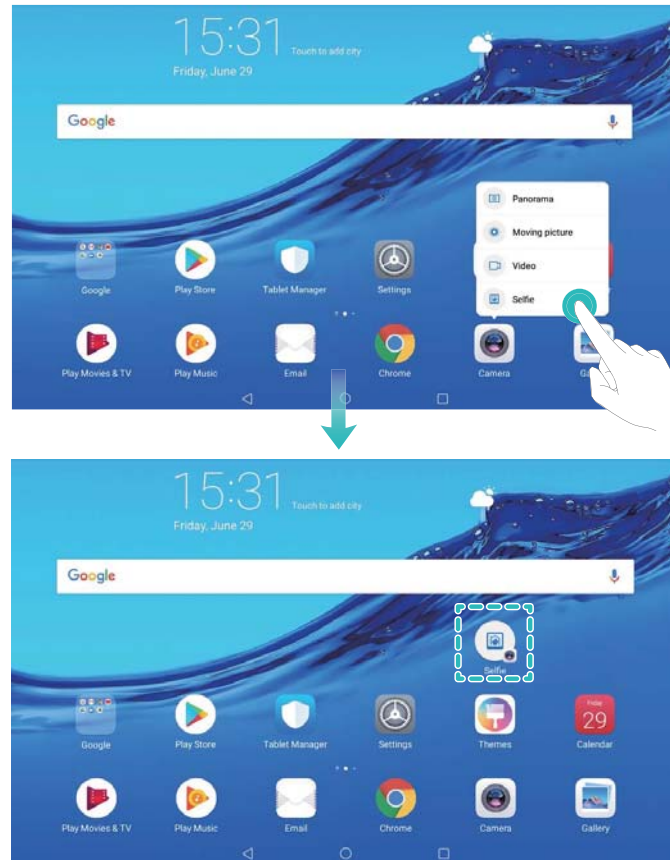 15:31 Touch to add city
Friday, June 29
Google
Panorama
Moving picture
Video
Selfie
Google Play Store Tablet Manager Settings
Play Movies & TV Play Music Email Chrome Camera
15:31 Touch to add city
Friday, June 29
Google
Selfie
Friday
29
Google Play Store Tablet Manager Settings Themes Calendar
Play Movies & TV Play Music Email Chrome Camera Gallery